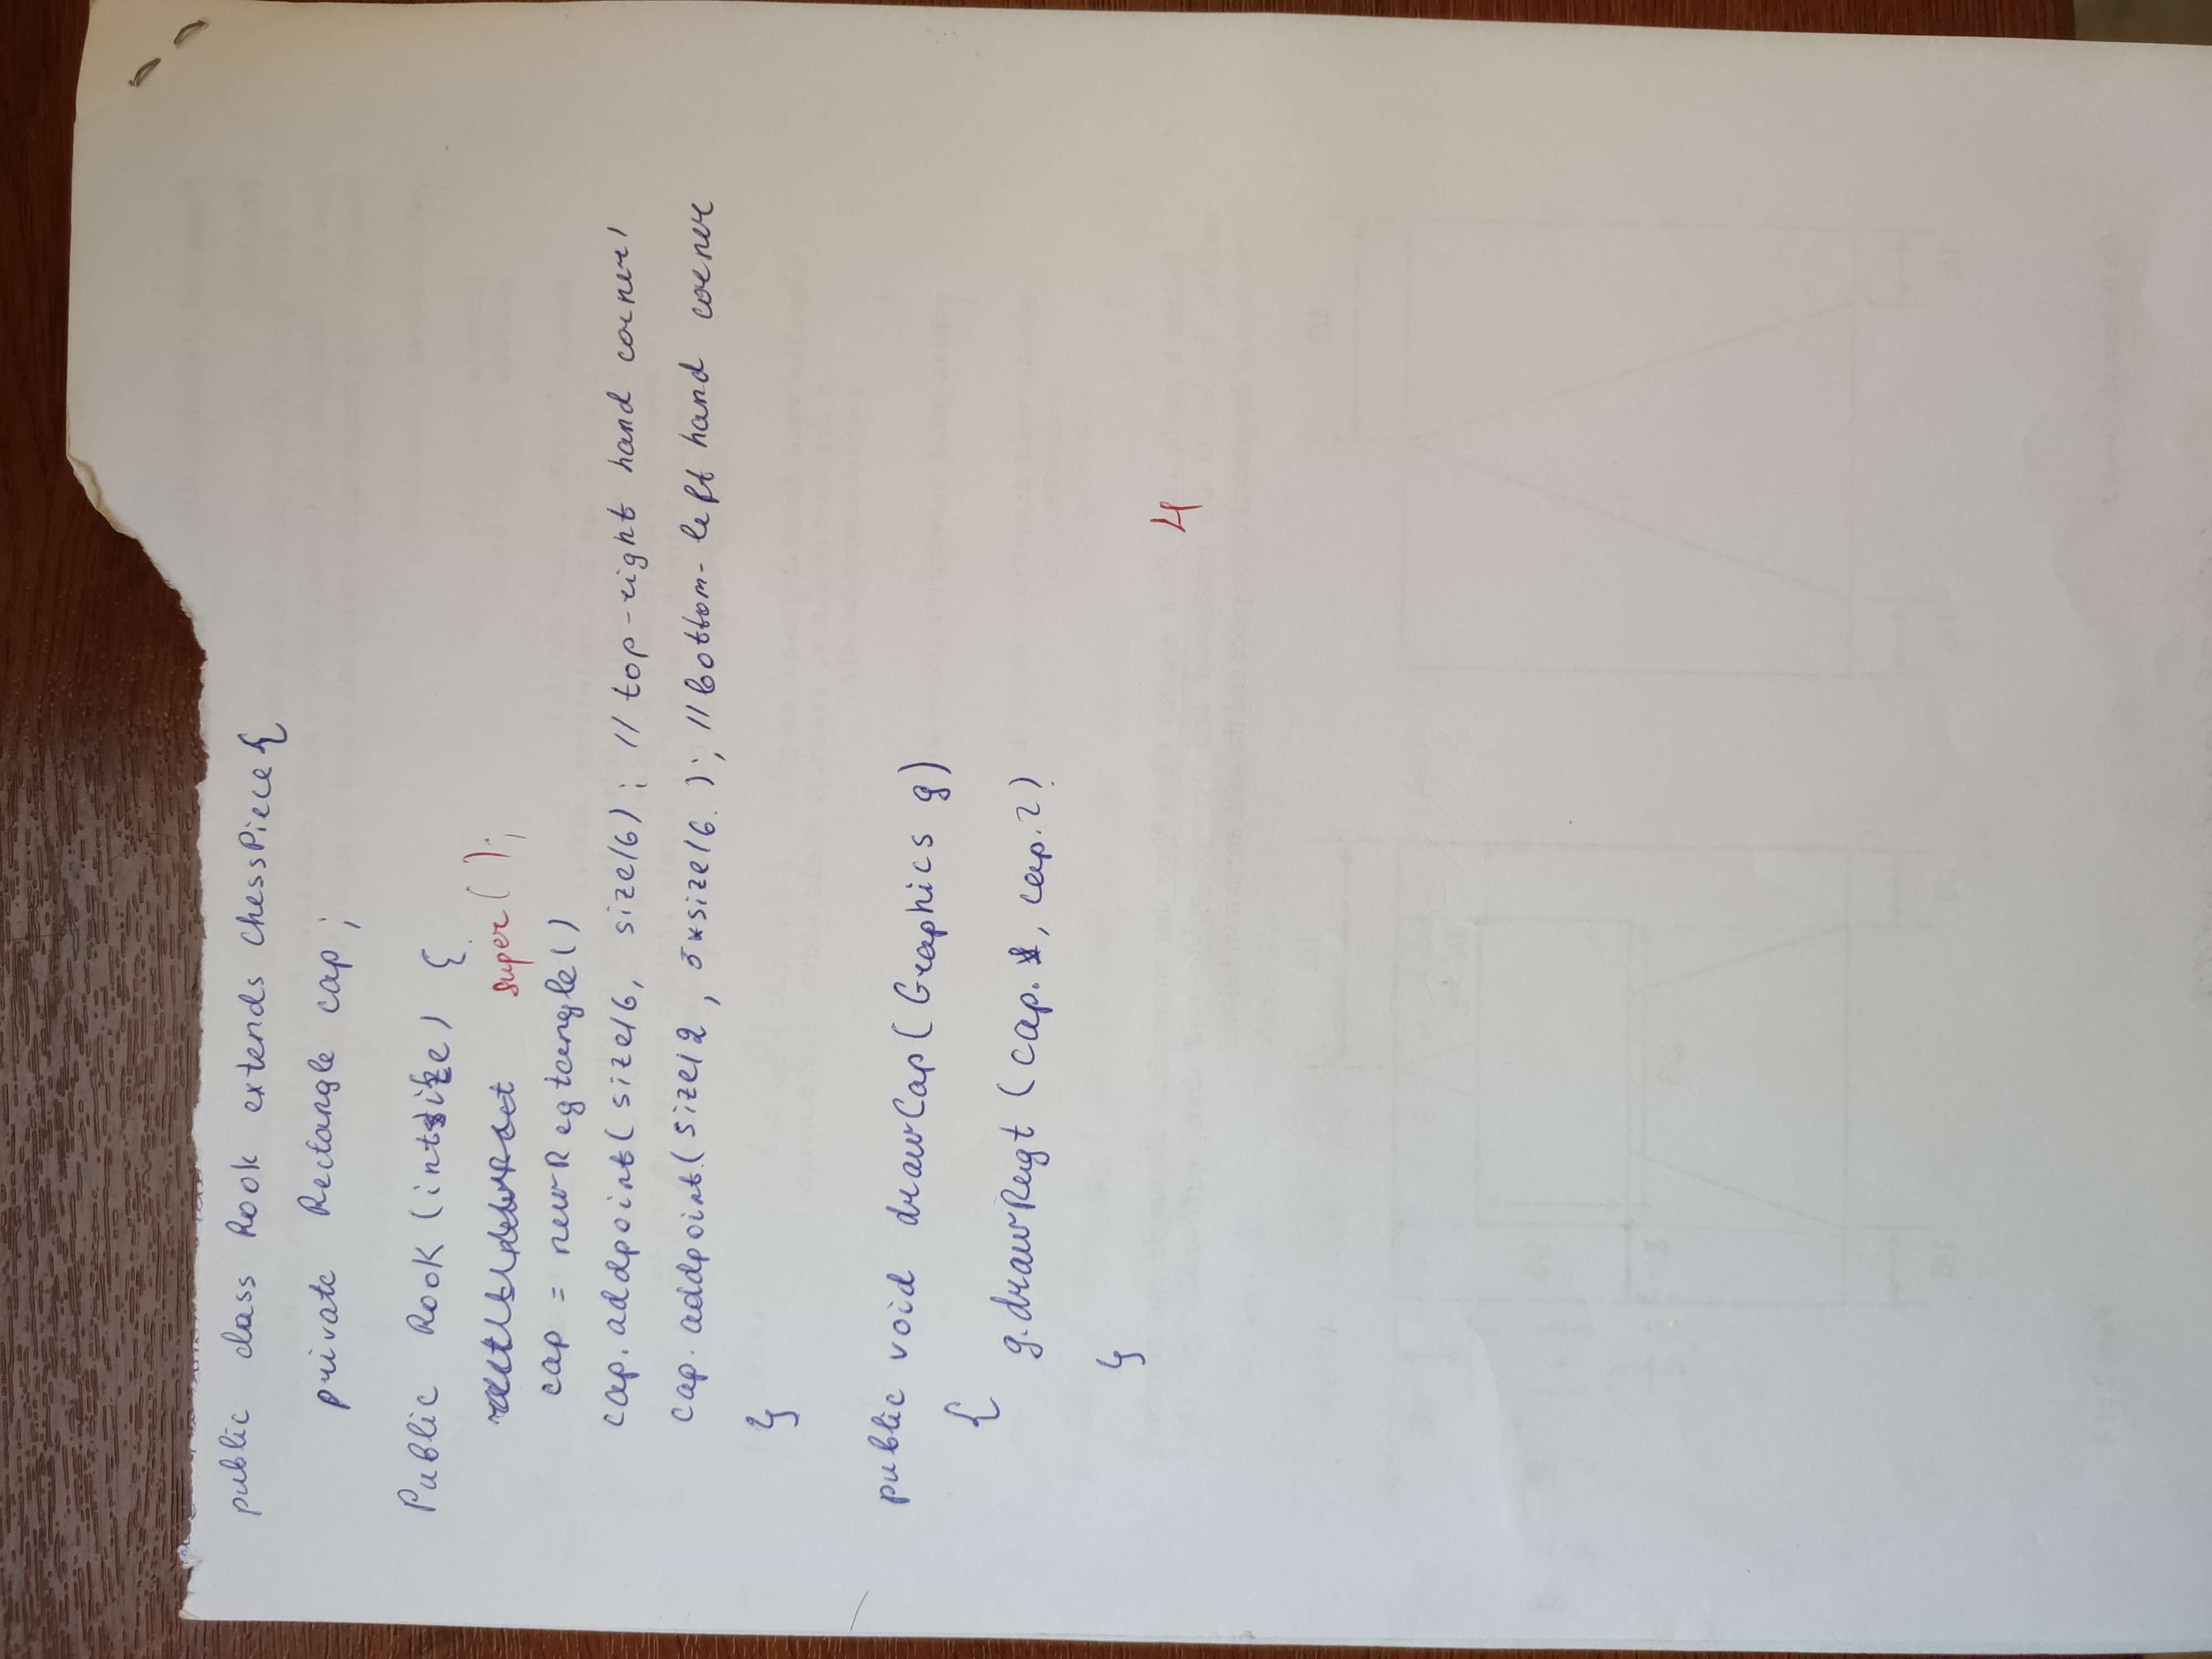 public class Rook extends ChessPiece {
private Rectangle cap;
Public Rook (int size) {
super( );
cap = new Regtangle()
cap.addpoint( size/6, size/6); // top-right hand corner
cap.addpoint( size/2, 5*size/6 ); // bottom-left hand corner
}
public void drawCap( Graphics g)
{
g.drawRegt (cap.1, cap.2)
}
4